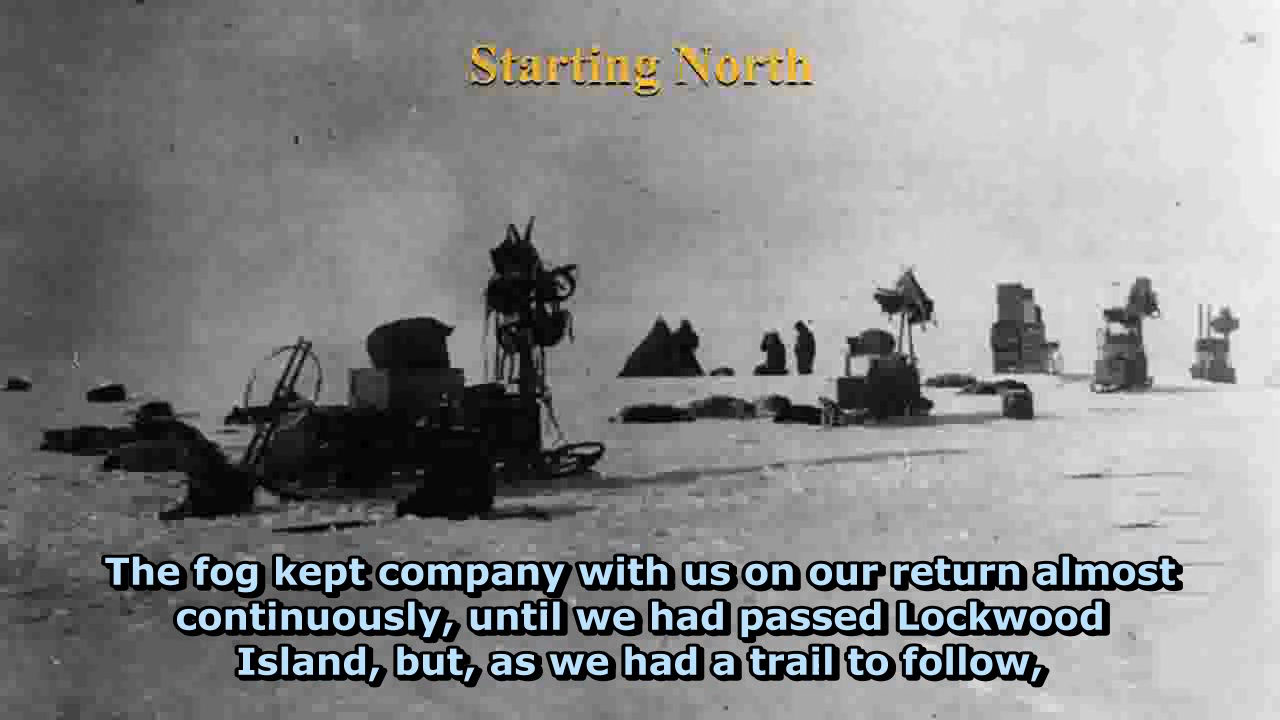 Starting North
The fog kept company with us on our return almost
continuously, until we had passed Lockwood
Island, but, as we had a trail to follow,